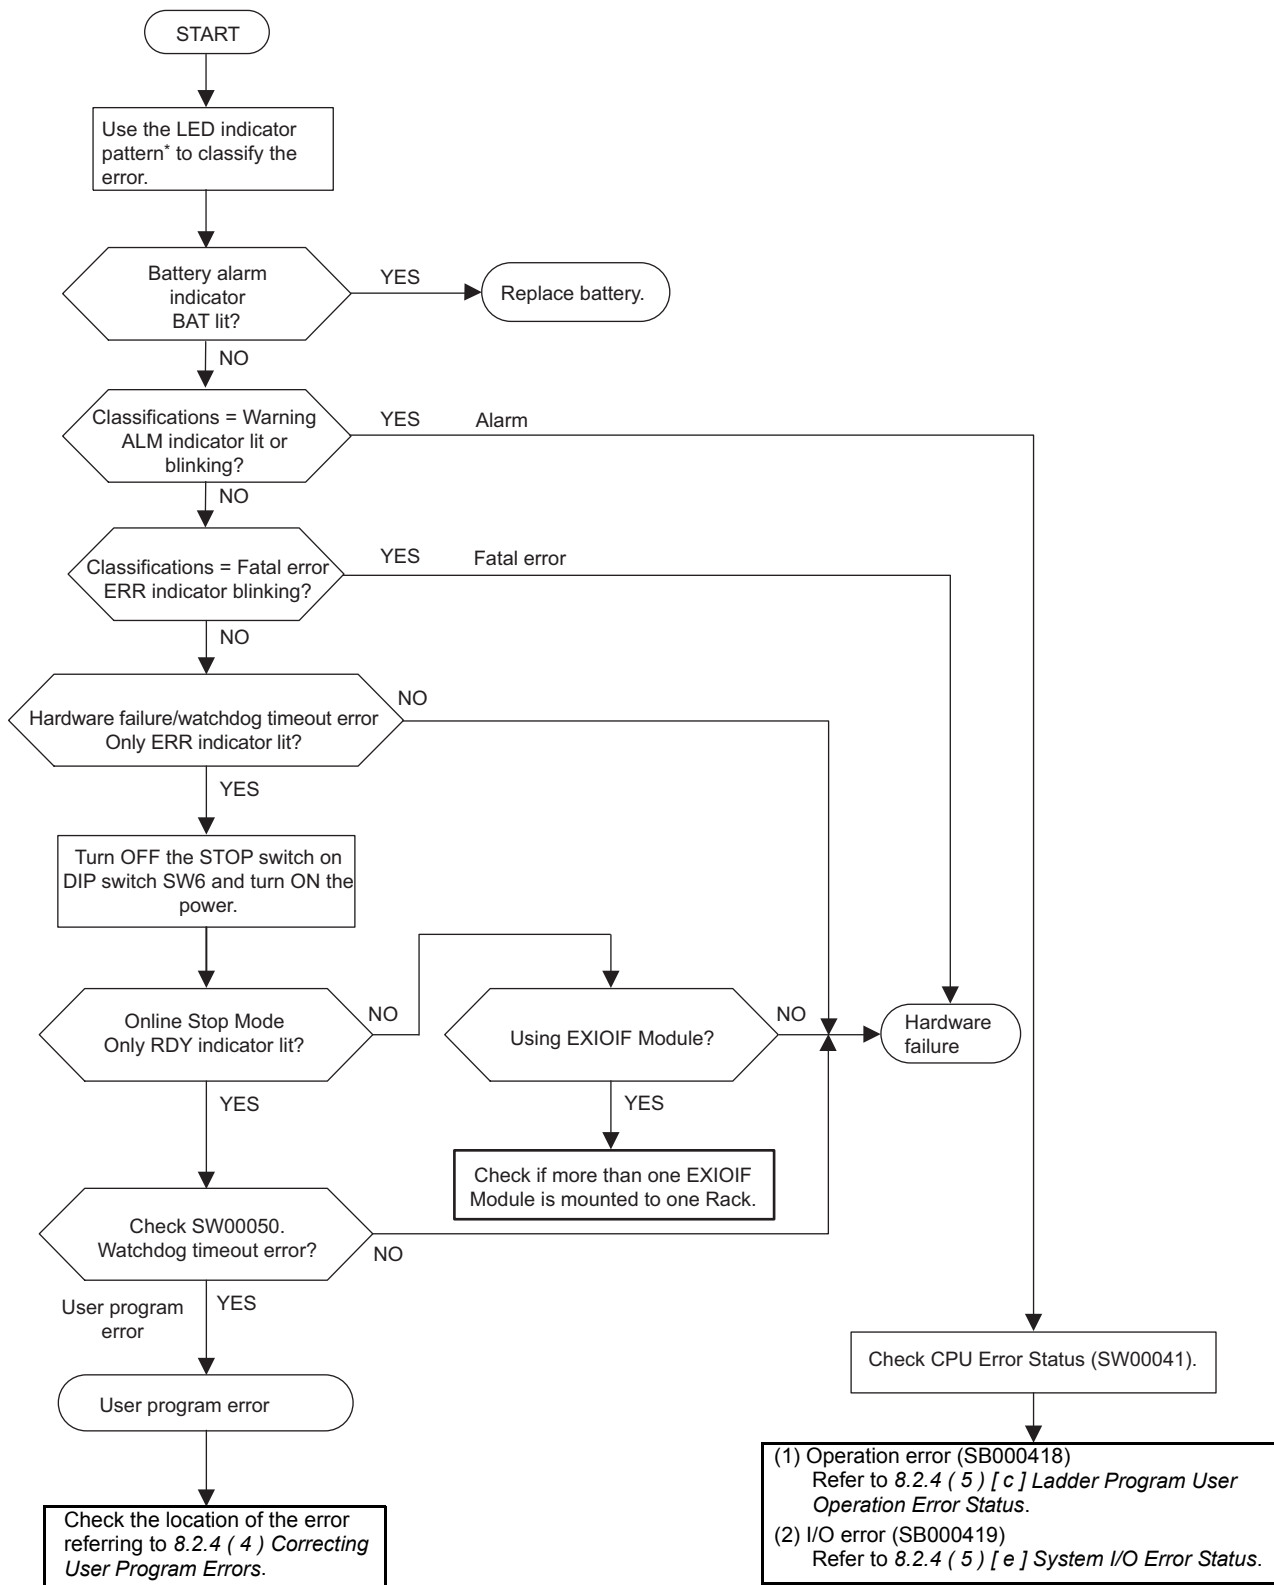 START
Use the LED indicator
pattern* to classify the
error.
Battery alarm
indicator
BAT lit?
YES
Replace battery.
NO
Classifications = Warning
ALM indicator lit or
blinking?
YES
Alarm
NO
Classifications = Fatal error
ERR indicator blinking?
YES
Fatal error
NO
Hardware failure/watchdog timeout error
Only ERR indicator lit?
NO
YES
Turn OFF the STOP switch on
DIP switch SW6 and turn ON the
power.
Online Stop Mode
Only RDY indicator lit?
NO
Using EXIOIF Module?
NO
Hardware
failure
YES
YES
Check if more than one EXIOIF
Module is mounted to one Rack.
Check SW00050.
Watchdog timeout error?
NO
User program
error
YES
Check CPU Error Status (SW00041).
User program error
(1) Operation error (SB000418)
Refer to 8.2.4 ( 5 ) [ c ] Ladder Program User
Operation Error Status.
(2) I/O error (SB000419)
Refer to 8.2.4 ( 5 ) [ e ] System I/O Error Status.
Check the location of the error
referring to 8.2.4 ( 4 ) Correcting
User Program Errors.